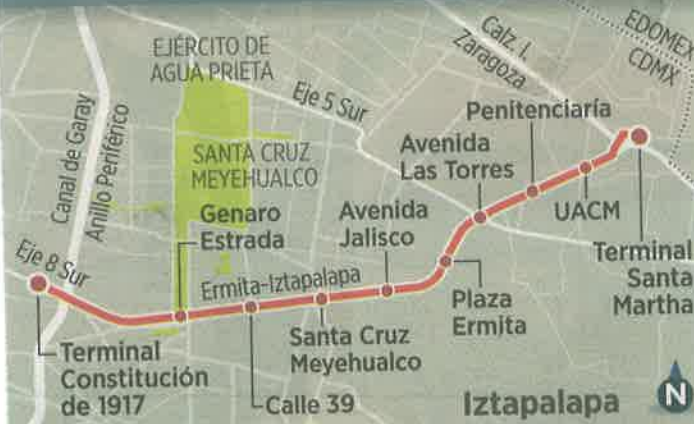 EJÉRCITO DE
AGUA PRIETA
Calz. I.
Zaragoza
EDOMEX
CDMX
Canal de Garay
Anillo Periférico
Eje 5 Sur
Penitenciaría
SANTA CRUZ
MEYEHUALCO
Avenida
Las Torres
Genaro
Estrada
Avenida
Jalisco
UACM
Terminal
Santa
Martha
Eje 8 Sur
Ermita-Iztapalapa
Plaza
Ermita
Santa Cruz
Meyehualco
Terminal
Constitución
de 1917
Calle 39
Iztapalapa
N